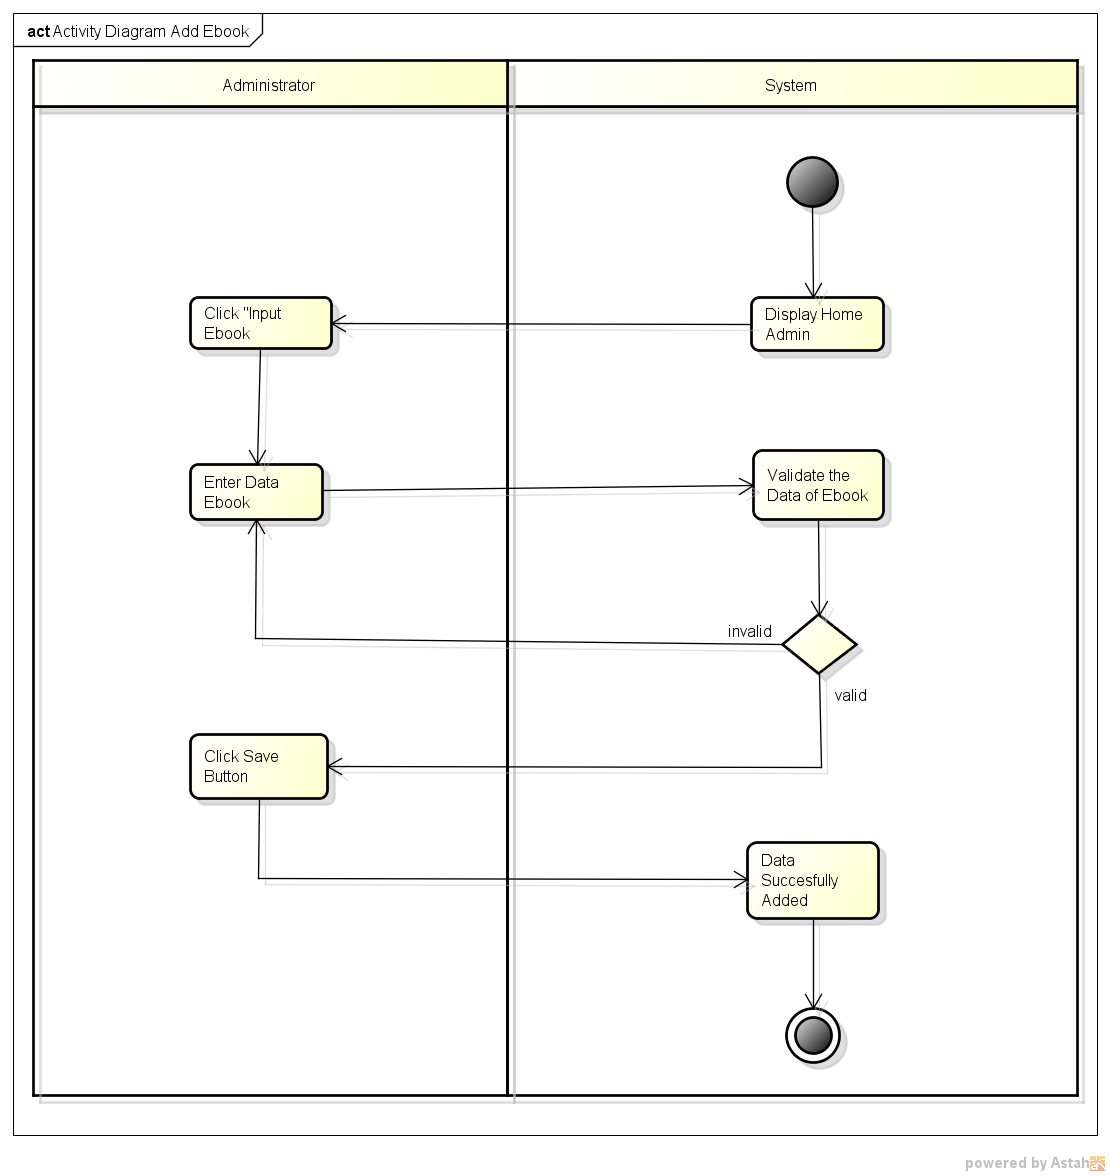 act Activity Diagram Add Ebook
Administrator
System
Click "Input
Ebook
Display Home
Admin
Enter Data
Ebook
Validate the
Data of Ebook
invalid
valid
Click Save
Button
Data
Succesfully
Added
powered by Astah